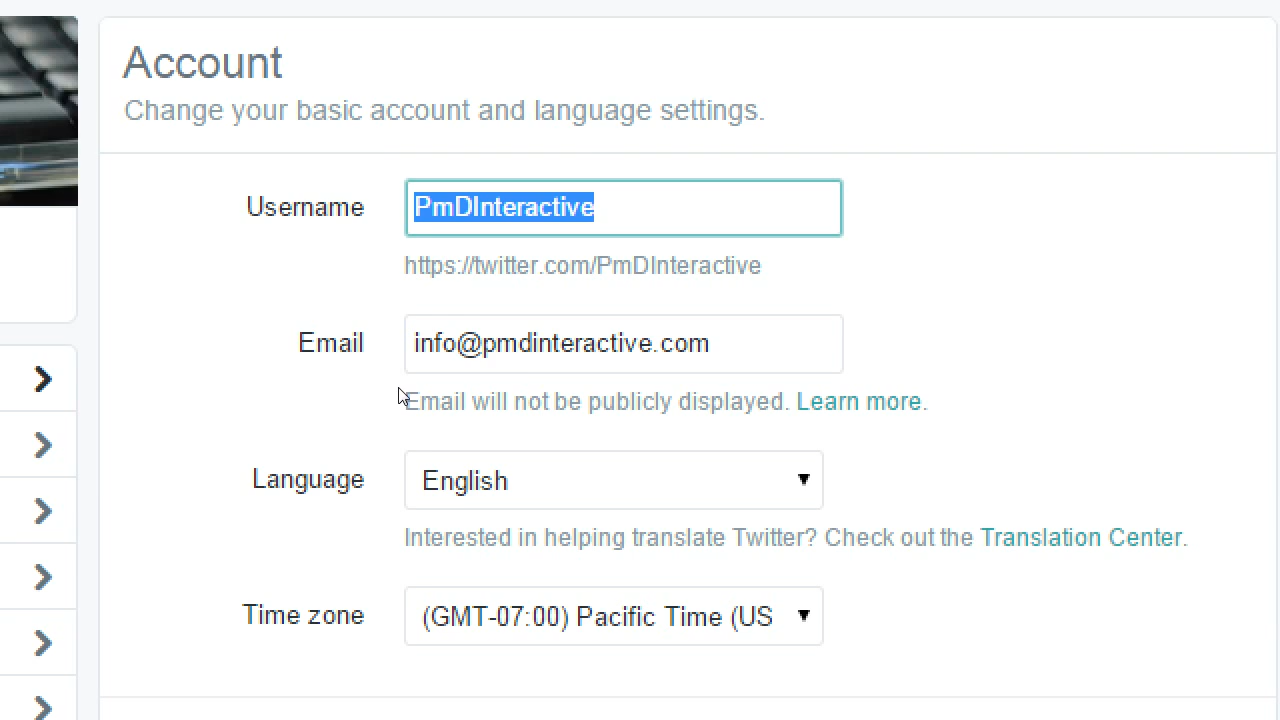 Account
Change your basic account and language settings.
Username PmDInteractive
https://twitter.com/PmDInteractive
Email info@pmdinteractive.com
Email will not be publicly displayed. Learn more.
Language English
Interested in helping translate Twitter? Check out the Translation Center.
Time zone (GMT-07:00) Pacific Time (US